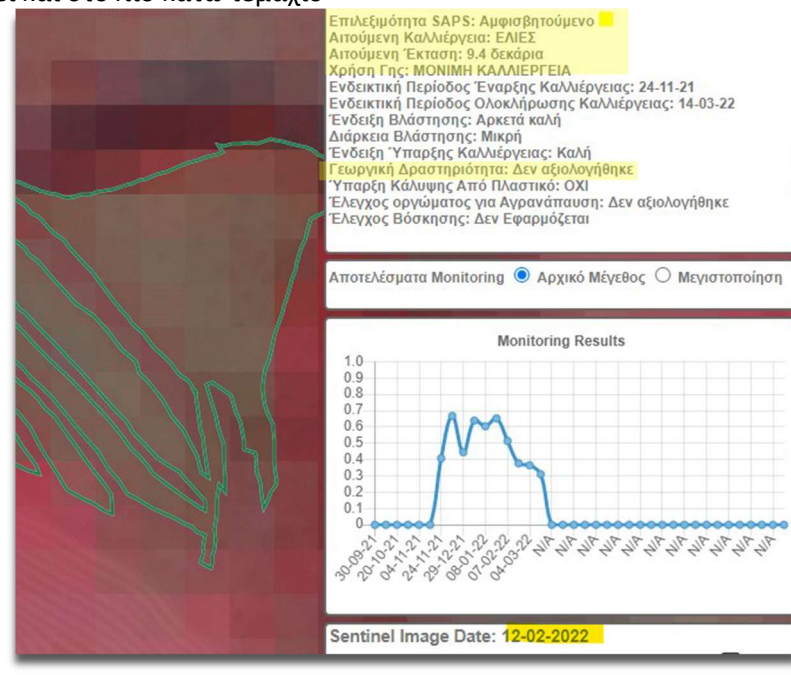 Επιλεξιμότητα SAPS: Αμφισβητούμενο
Αιτούμενη Καλλιέργεια: ΕΛΙΕΣ
Αιτούμενη Έκταση: 9.4 δεκάρια
Χρήση Γης: ΜΟΝΙΜΗ ΚΑΛΛΙΕΡΓΕΙΑ
Ενδεικτική Περίοδος Έναρξης Καλλιέργειας: 24-11-21
Ενδεικτική Περίοδος Ολοκλήρωσης Καλλιέργειας: 14-03-22
Ένδειξη Βλάστησης: Αρκετά καλή
Διάρκεια Βλάστησης: Μικρή
Ένδειξη Ύπαρξης Καλλιέργειας: Καλή
Γεωργική Δραστηριότητα: Δεν αξιολογήθηκε
Ύπαρξη Κάλυψης Από Πλαστικό: ΟΧΙ
Έλεγχος οργώματος για Αγρανάπαυση: Δεν αξιολογήθηκε
Έλεγχος Βόσκησης: Δεν Εφαρμόζεται
Αποτελέσματα Monitoring Αρχικό Μέγεθος Μεγιστοποίηση
Monitoring Results
1.0
0.9
0.8
0.7
0.6
0.5
0.4
0.3
0.2
0.1
0
30-09-21 20-10-21 04-11-21 24-11-21 29-12-21 08-01-22 07-02-22 04-03-22 N/A N/A N/A N/A N/A N/A N/A N/A N/A N/A N/A
Sentinel Image Date: 12-02-2022